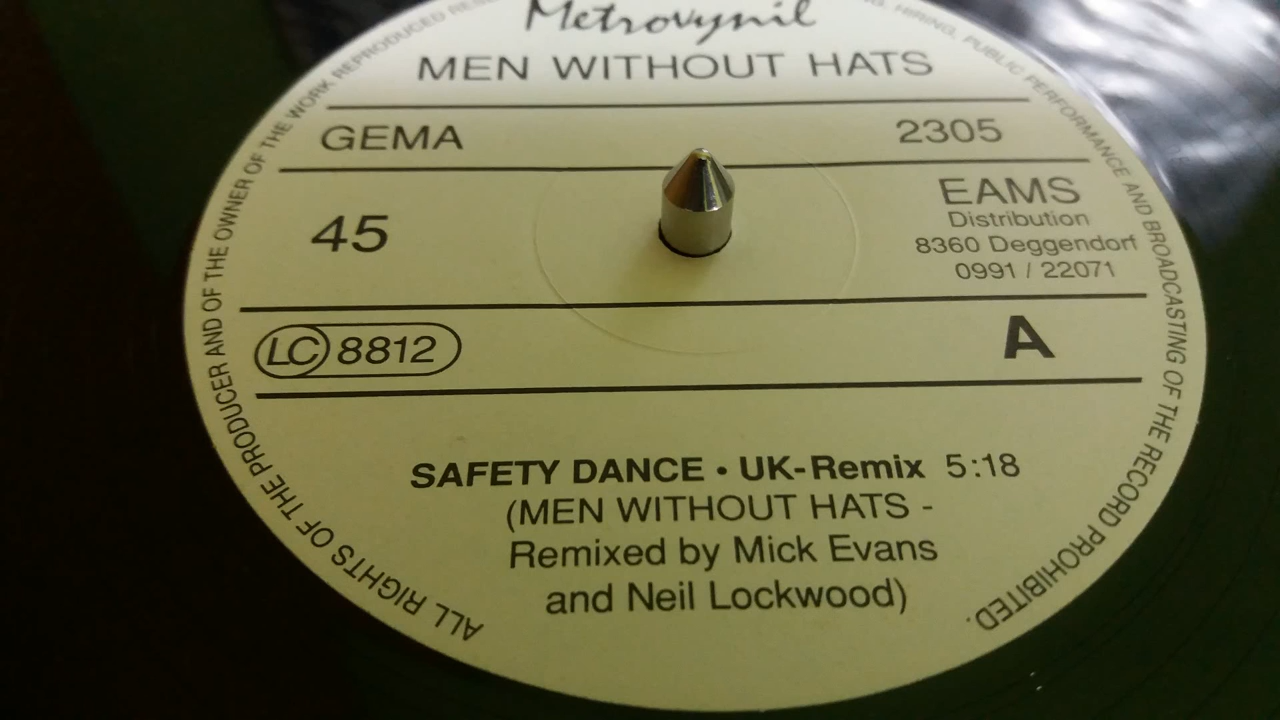 Metrovynil
MEN WITHOUT HATS
GEMA
2305
45
EAMS
Distribution
8360 Deggendorf
0991 / 22071
LC 8812
A
SAFETY DANCE • UK-Remix 5:18
(MEN WITHOUT HATS -
Remixed by Mick Evans
and Neil Lockwood)
ALL RIGHTS OF THE PRODUCER AND OF THE OWNER OF THE WORK REPRODUCED HIRING, PUBLIC PERFORMANCE AND BROADCASTING OF THE RECORD PROHIBITED.